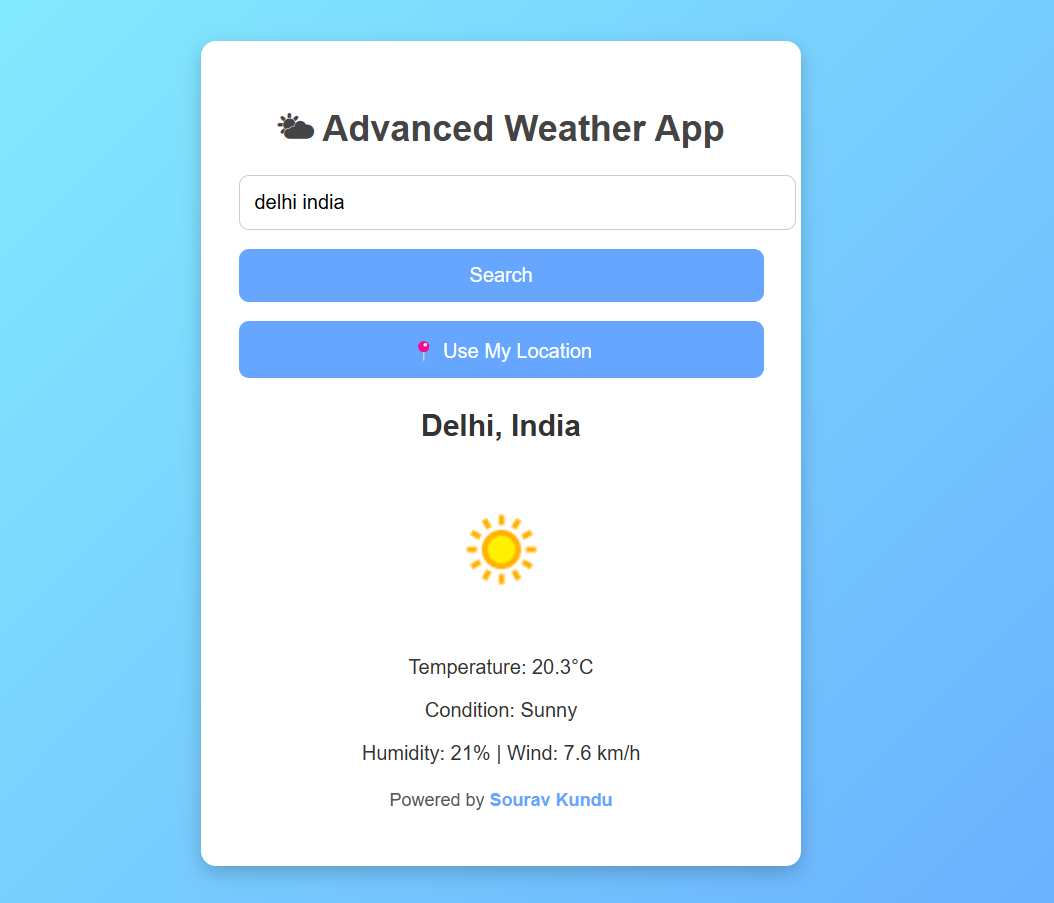 Advanced Weather App
delhi india
Search
Use My Location
Delhi, India
Temperature: 20.3°C
Condition: Sunny
Humidity: 21% | Wind: 7.6 km/h
Powered by Sourav Kundu